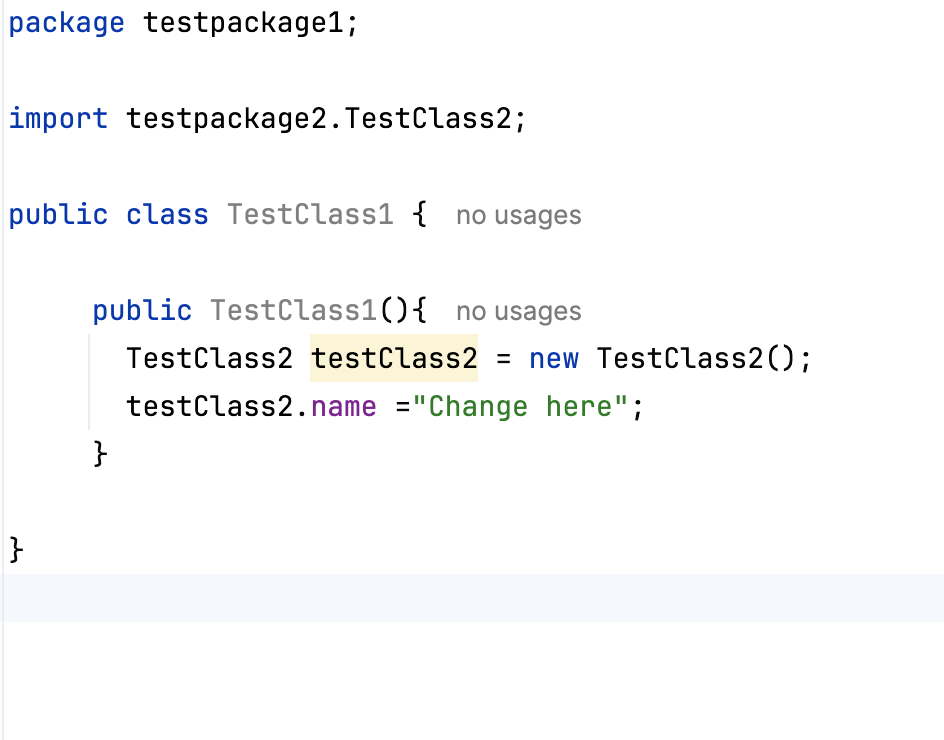 package testpackage1;
import testpackage2.TestClass2;
public class TestClass1 { no usages
public TestClass1(){ no usages
TestClass2 testClass2 = new TestClass2();
testClass2.name ="Change here";
}
}